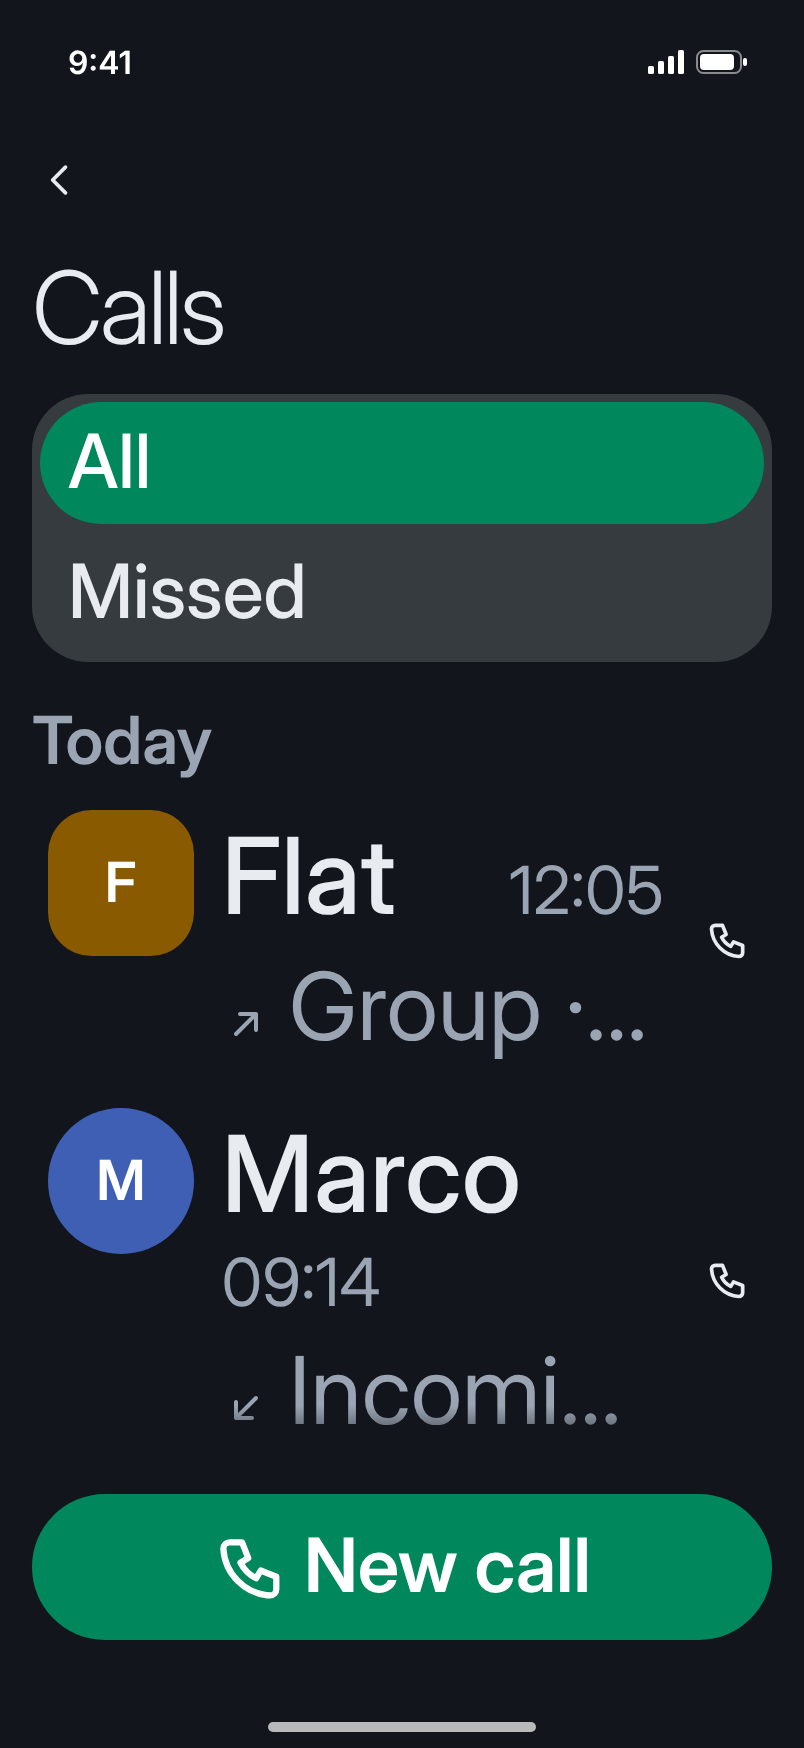 9:41
Calls
All
Missed
Today
F
Flat 12:05
Group ·...
M
Marco
09:14
Incomi...
New call